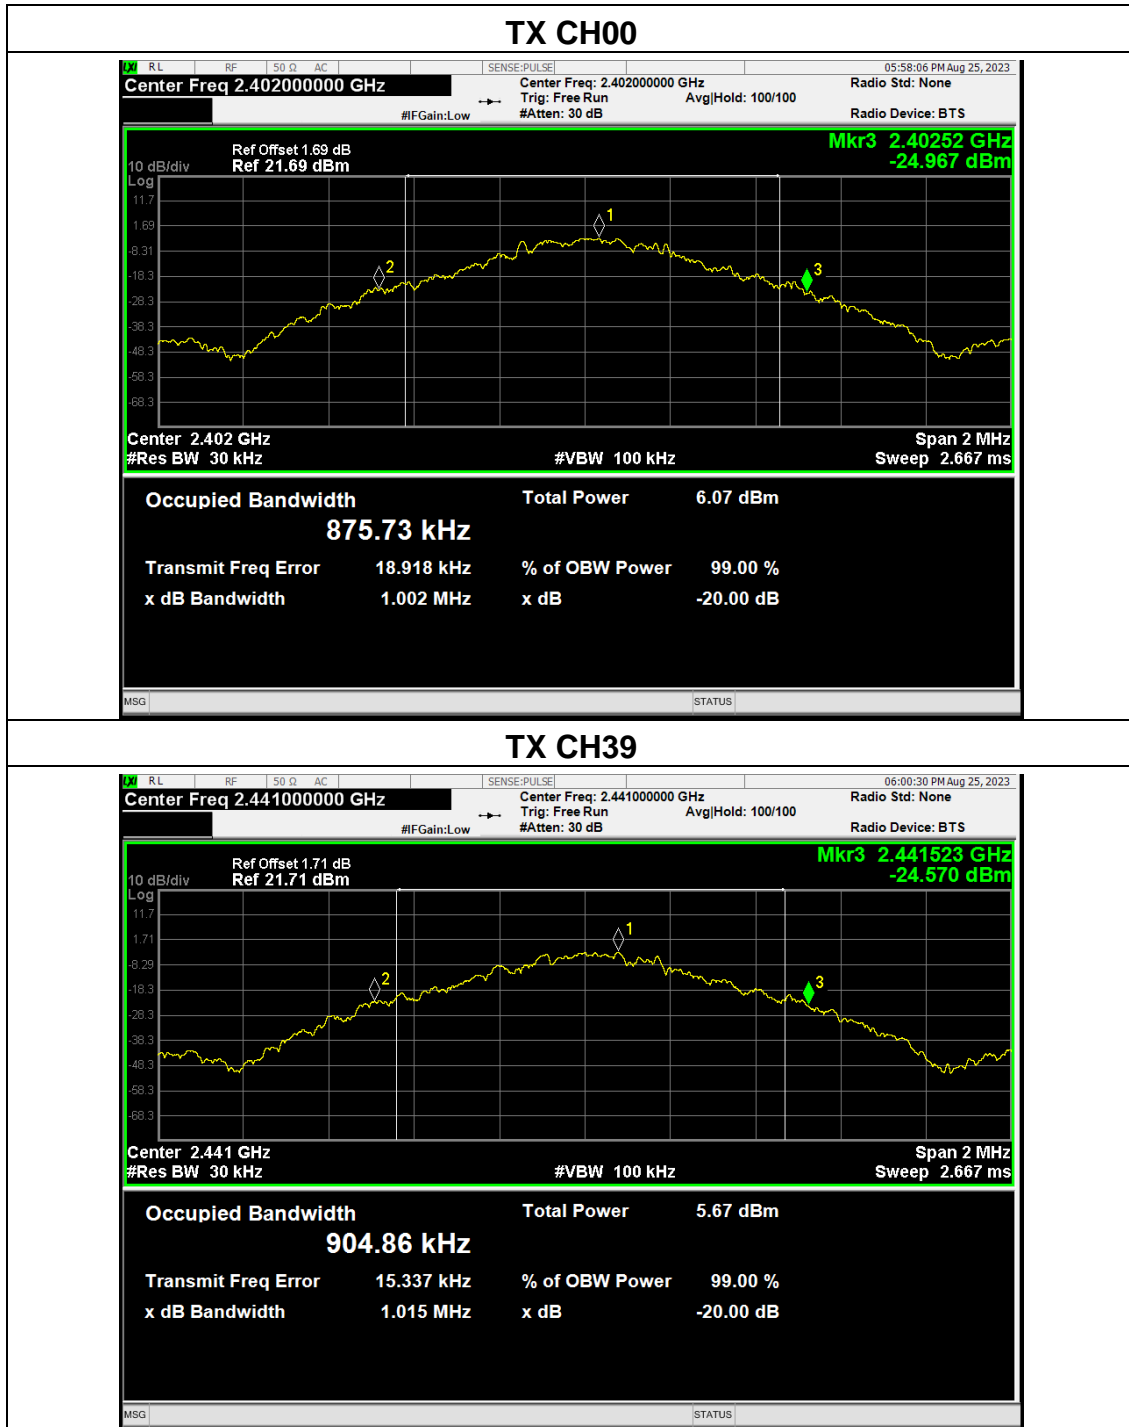 TX CH00
LXI RL RF 50 Ω AC SENSE:PULSE 05:58:06 PM Aug 25, 2023
Center Freq 2.402000000 GHz Center Freq: 2.402000000 GHz Radio Std: None
Trig: Free Run Avg|Hold: 100/100
#IFGain:Low #Atten: 30 dB Radio Device: BTS
Mkr3 2.40252 GHz
-24.967 dBm
Ref Offset 1.69 dB
10 dB/div Ref 21.69 dBm
Log
11.7
1.69
-8.31
-18.3
-28.3
-38.3
-48.3
-58.3
-68.3
1
2
3
Center 2.402 GHz Span 2 MHz
#Res BW 30 kHz #VBW 100 kHz Sweep 2.667 ms
Occupied Bandwidth Total Power 6.07 dBm
875.73 kHz
Transmit Freq Error 18.918 kHz % of OBW Power 99.00 %
x dB Bandwidth 1.002 MHz x dB -20.00 dB
MSG STATUS
TX CH39
LXI RL RF 50 Ω AC SENSE:PULSE 06:00:30 PM Aug 25, 2023
Center Freq 2.441000000 GHz Center Freq: 2.441000000 GHz Radio Std: None
Trig: Free Run Avg|Hold: 100/100
#IFGain:Low #Atten: 30 dB Radio Device: BTS
Mkr3 2.441523 GHz
-24.570 dBm
Ref Offset 1.71 dB
10 dB/div Ref 21.71 dBm
Log
11.7
1.71
-8.29
-18.3
-28.3
-38.3
-48.3
-58.3
-68.3
1
2
3
Center 2.441 GHz Span 2 MHz
#Res BW 30 kHz #VBW 100 kHz Sweep 2.667 ms
Occupied Bandwidth Total Power 5.67 dBm
904.86 kHz
Transmit Freq Error 15.337 kHz % of OBW Power 99.00 %
x dB Bandwidth 1.015 MHz x dB -20.00 dB
MSG STATUS